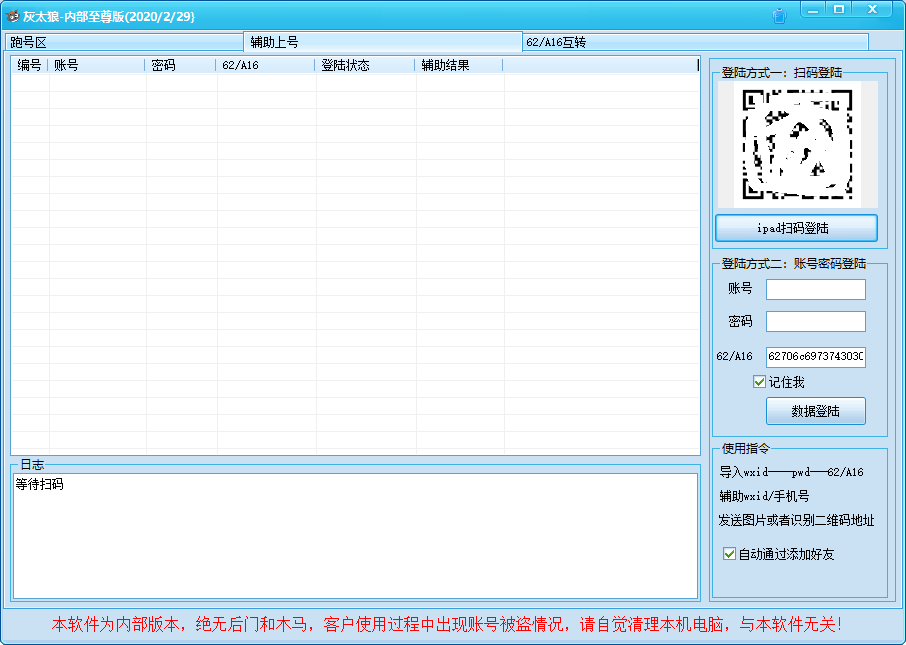 灰太狼-内部至尊版(2020/2/29)
跑号区
辅助上号
62/A16互转
编号 账号 密码 62/A16 登陆状态 辅助结果
登陆方式一：扫码登陆
ipad扫码登陆
登陆方式二：账号密码登陆
账号
密码
62/A16 62706c6973743030
记住我
数据登陆
使用指令
导入wxid----pwd---62/A16
辅助wxid/手机号
发送图片或者识别二维码地址
自动通过添加好友
日志
等待扫码
本软件为内部版本，绝无后门和木马，客户使用过程中出现账号被盗情况，请自觉清理本机电脑，与本软件无关！